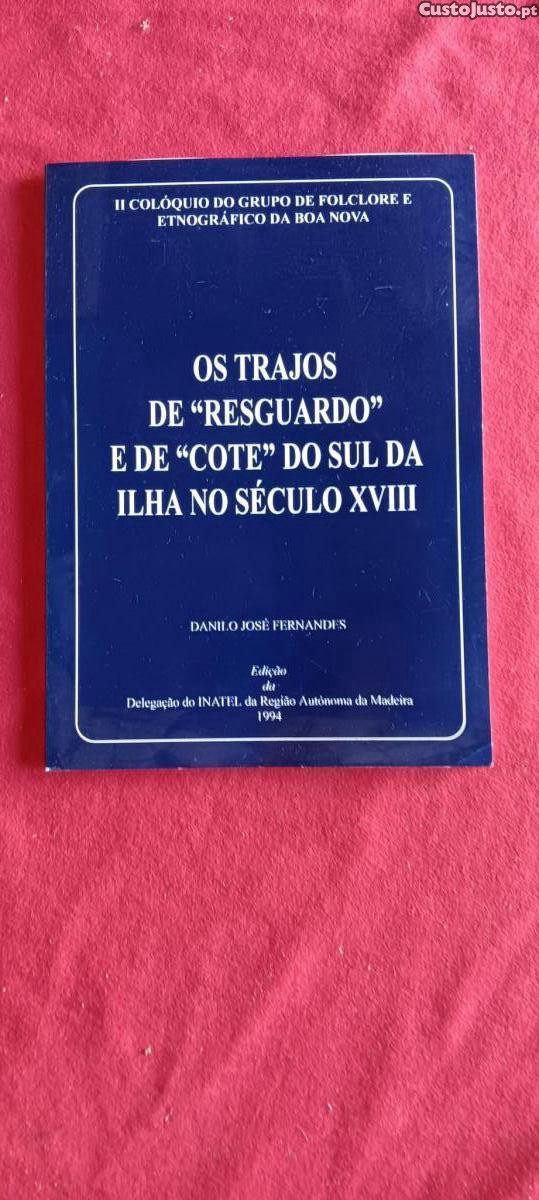 CustoJusto.pt
II COLÓQUIO DO GRUPO DE FOLCLORE E
ETNOGRÁFICO DA BOA NOVA
OS TRAJOS
DE “RESGUARDO”
E DE “COTE” DO SUL DA
ILHA NO SÉCULO XVIII
DANILO JOSÉ FERNANDES
Edição
da
Delegação do INATEL da Região Autónoma da Madeira
1994